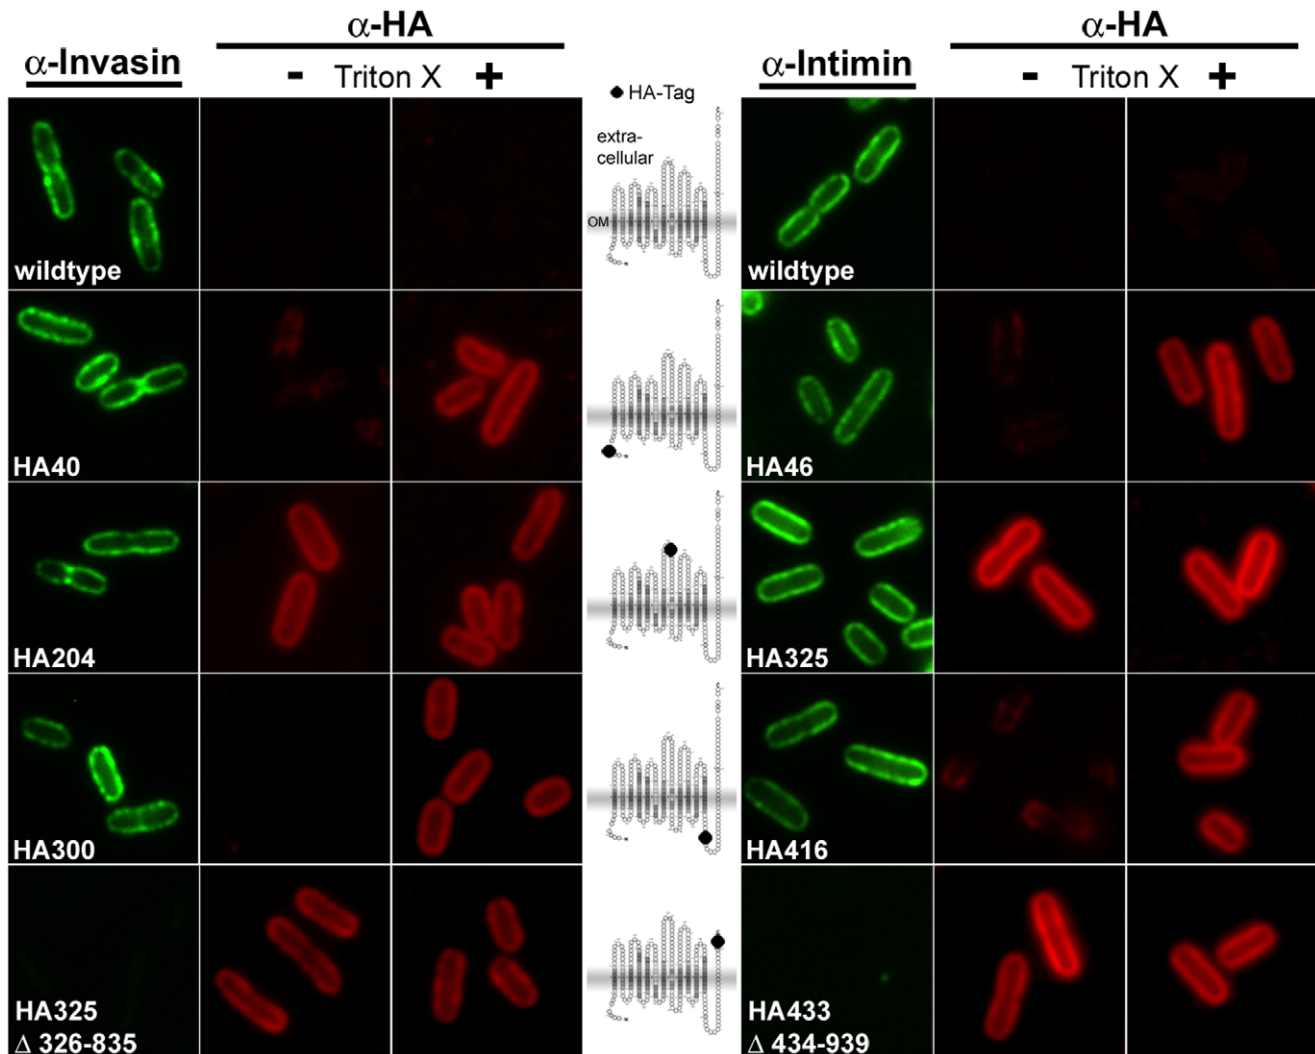 α-HA
α-HA
α-Invasin
- Triton X +
α-Intimin
- Triton X +
HA-Tag
extra-
cellular
OM
N
wildtype
wildtype
HA40
N
HA46
HA204
N
HA325
HA300
N
HA416
HA325
Δ 326-835
N
HA433
Δ 434-939